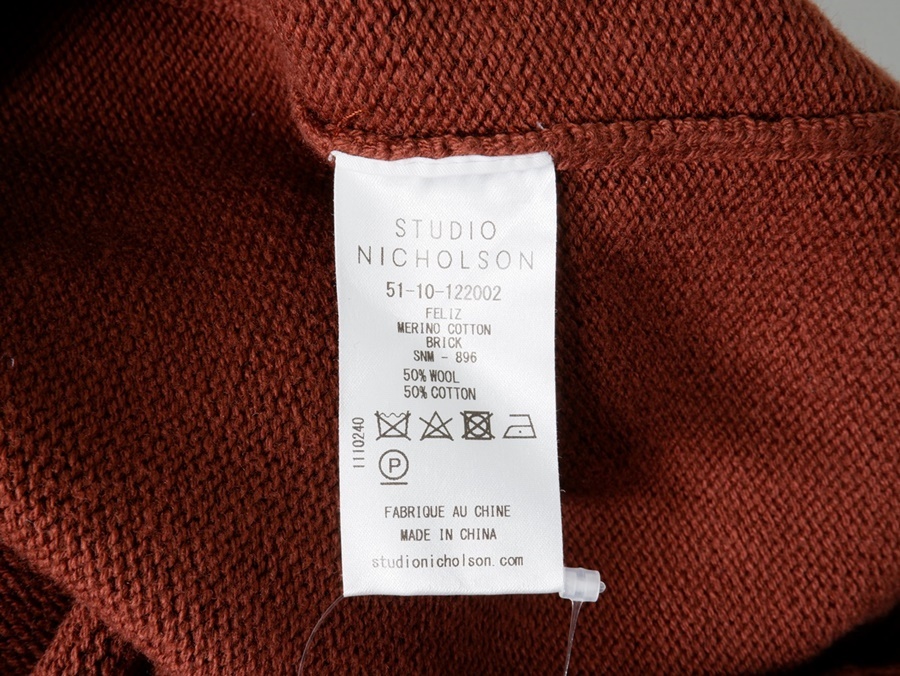 STUDIO
NICHOLSON
51-10-122002
FELIZ
MERINO COTTON
BRICK
SNM - 896
50% WOOL
50% COTTON
1110240
P
FABRIQUE AU CHINE
MADE IN CHINA
studionicholson.com